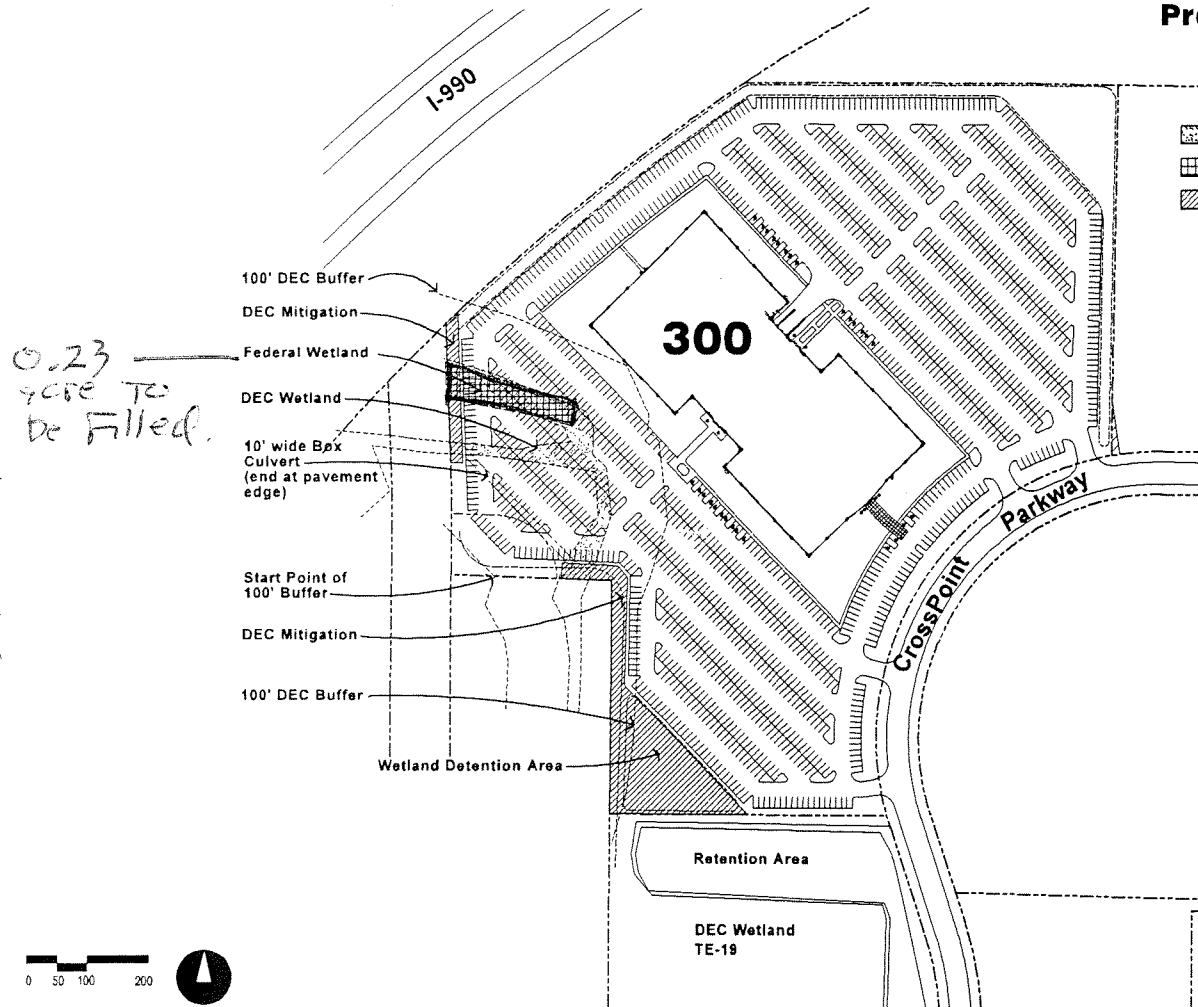 Pr
I-990
100' DEC Buffer
DEC Mitigation
Federal Wetland
0.23
acre To
be Filled.
DEC Wetland
10' wide Box
Culvert
(end at pavement
edge)
300
Parkway
CrossPoint
Start Point of
100' Buffer
DEC Mitigation
100' DEC Buffer
Wetland Detention Area
Retention Area
DEC Wetland
TE-19
0 50 100 200